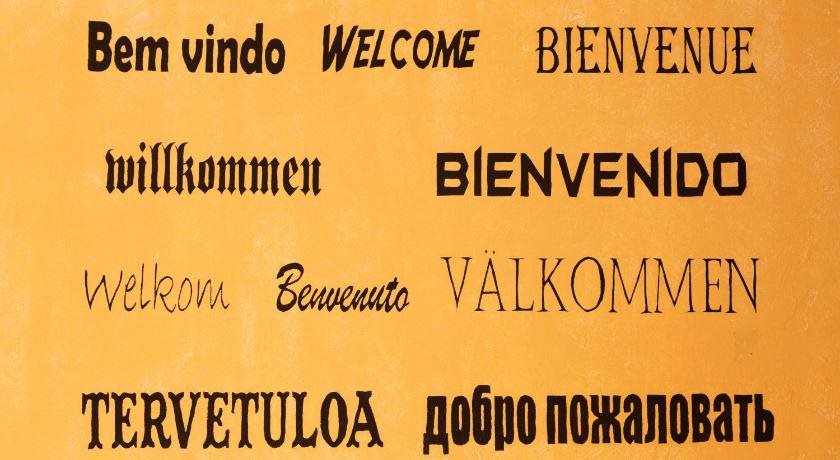 Bem vindo WELCOME BIENVENUE
willkommen BIENVENIDO
Welkom Benvenuto VÄLKOMMEN
TERVETULOA добро пожаловать